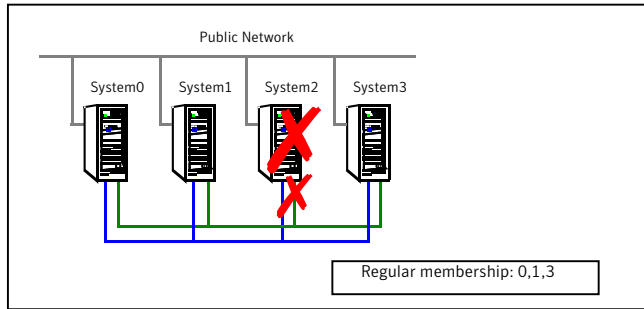 Public Network
System0 System1 System2 System3
Regular membership: 0,1,3